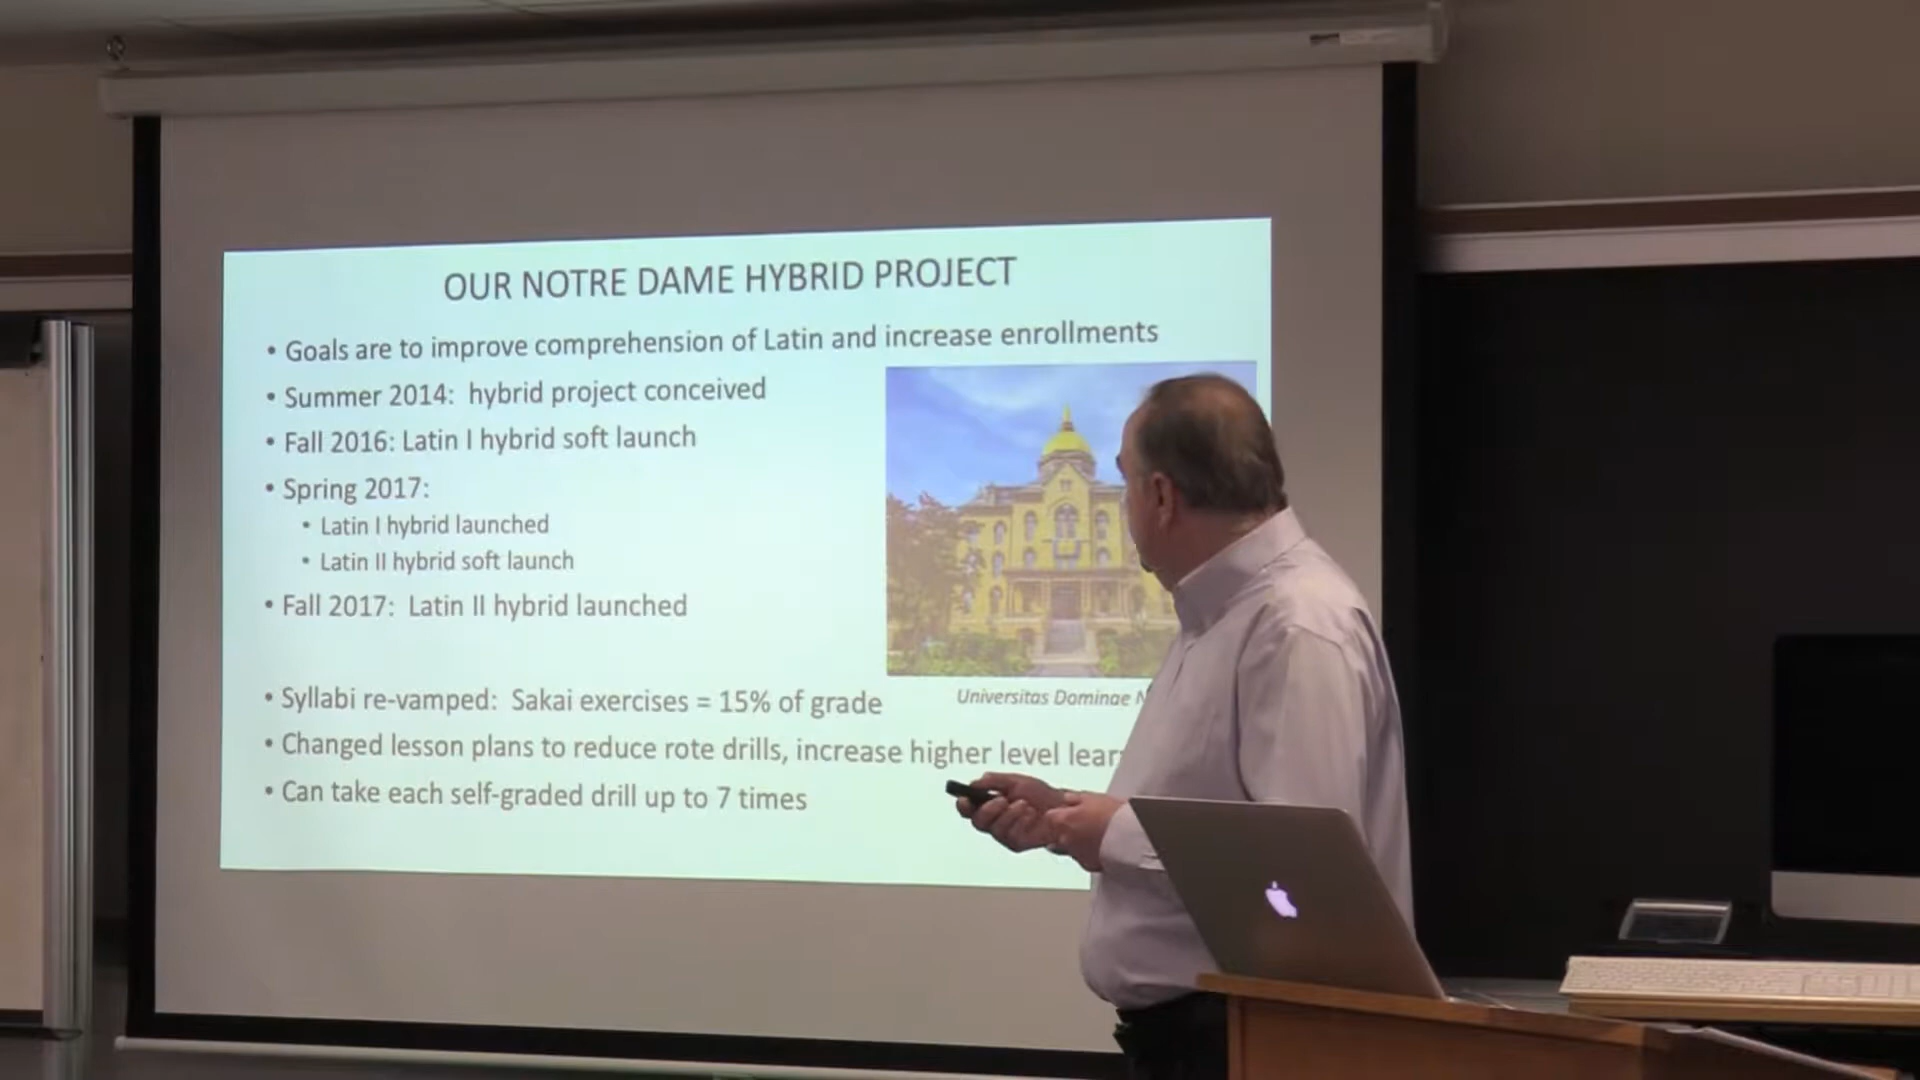 OUR NOTRE DAME HYBRID PROJECT
• Goals are to improve comprehension of Latin and increase enrollments
• Summer 2014: hybrid project conceived
• Fall 2016: Latin I hybrid soft launch
• Spring 2017:
• Latin I hybrid launched
• Latin II hybrid soft launch
• Fall 2017: Latin II hybrid launched
• Syllabi re-vamped: Sakai exercises = 15% of grade
Universitas Dominae
• Changed lesson plans to reduce rote drills, increase higher level
• Can take each self-graded drill up to 7 times